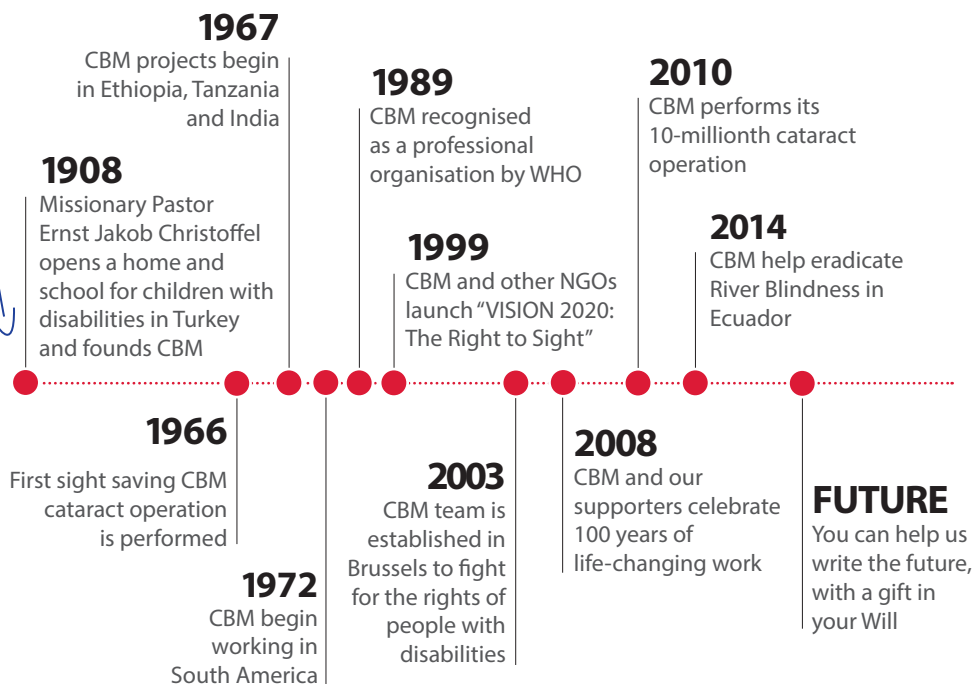 1967
CBM projects begin
in Ethiopia, Tanzania
and India
1989
CBM recognised
as a professional
organisation by WHO
2010
CBM performs its
10-millionth cataract
operation
1908
Missionary Pastor
Ernst Jakob Christoffel
opens a home and
school for children with
disabilities in Turkey
and founds CBM
1999
CBM and other NGOs
launch “VISION 2020:
The Right to Sight”
2014
CBM help eradicate
River Blindness in
Ecuador
1966
First sight saving CBM
cataract operation
is performed
1972
CBM begin
working in
South America
2003
CBM team is
established in
Brussels to fight
for the rights of
people with
disabilities
2008
CBM and our
supporters celebrate
100 years of
life-changing work
FUTURE
You can help us
write the future,
with a gift in
your Will